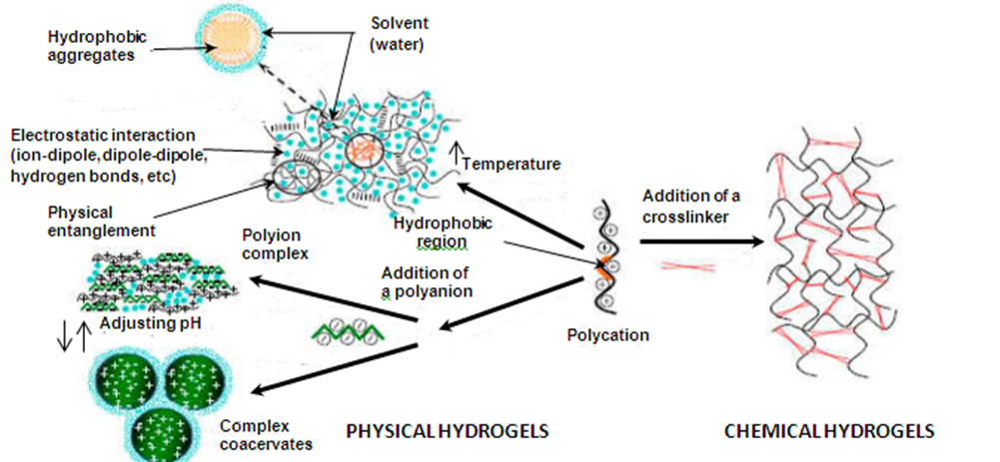 Hydrophobic
aggregates
Solvent
(water)
Electrostatic interaction
(ion-dipole, dipole-dipole,
hydrogen bonds, etc)
Temperature
Physical
entanglement
Hydrophobic
region
Addition of a
crosslinker
Polyion
complex
Addition of
a polyanion
Adjusting pH
Polycation
Complex
coacervates
PHYSICAL HYDROGELS
CHEMICAL HYDROGELS